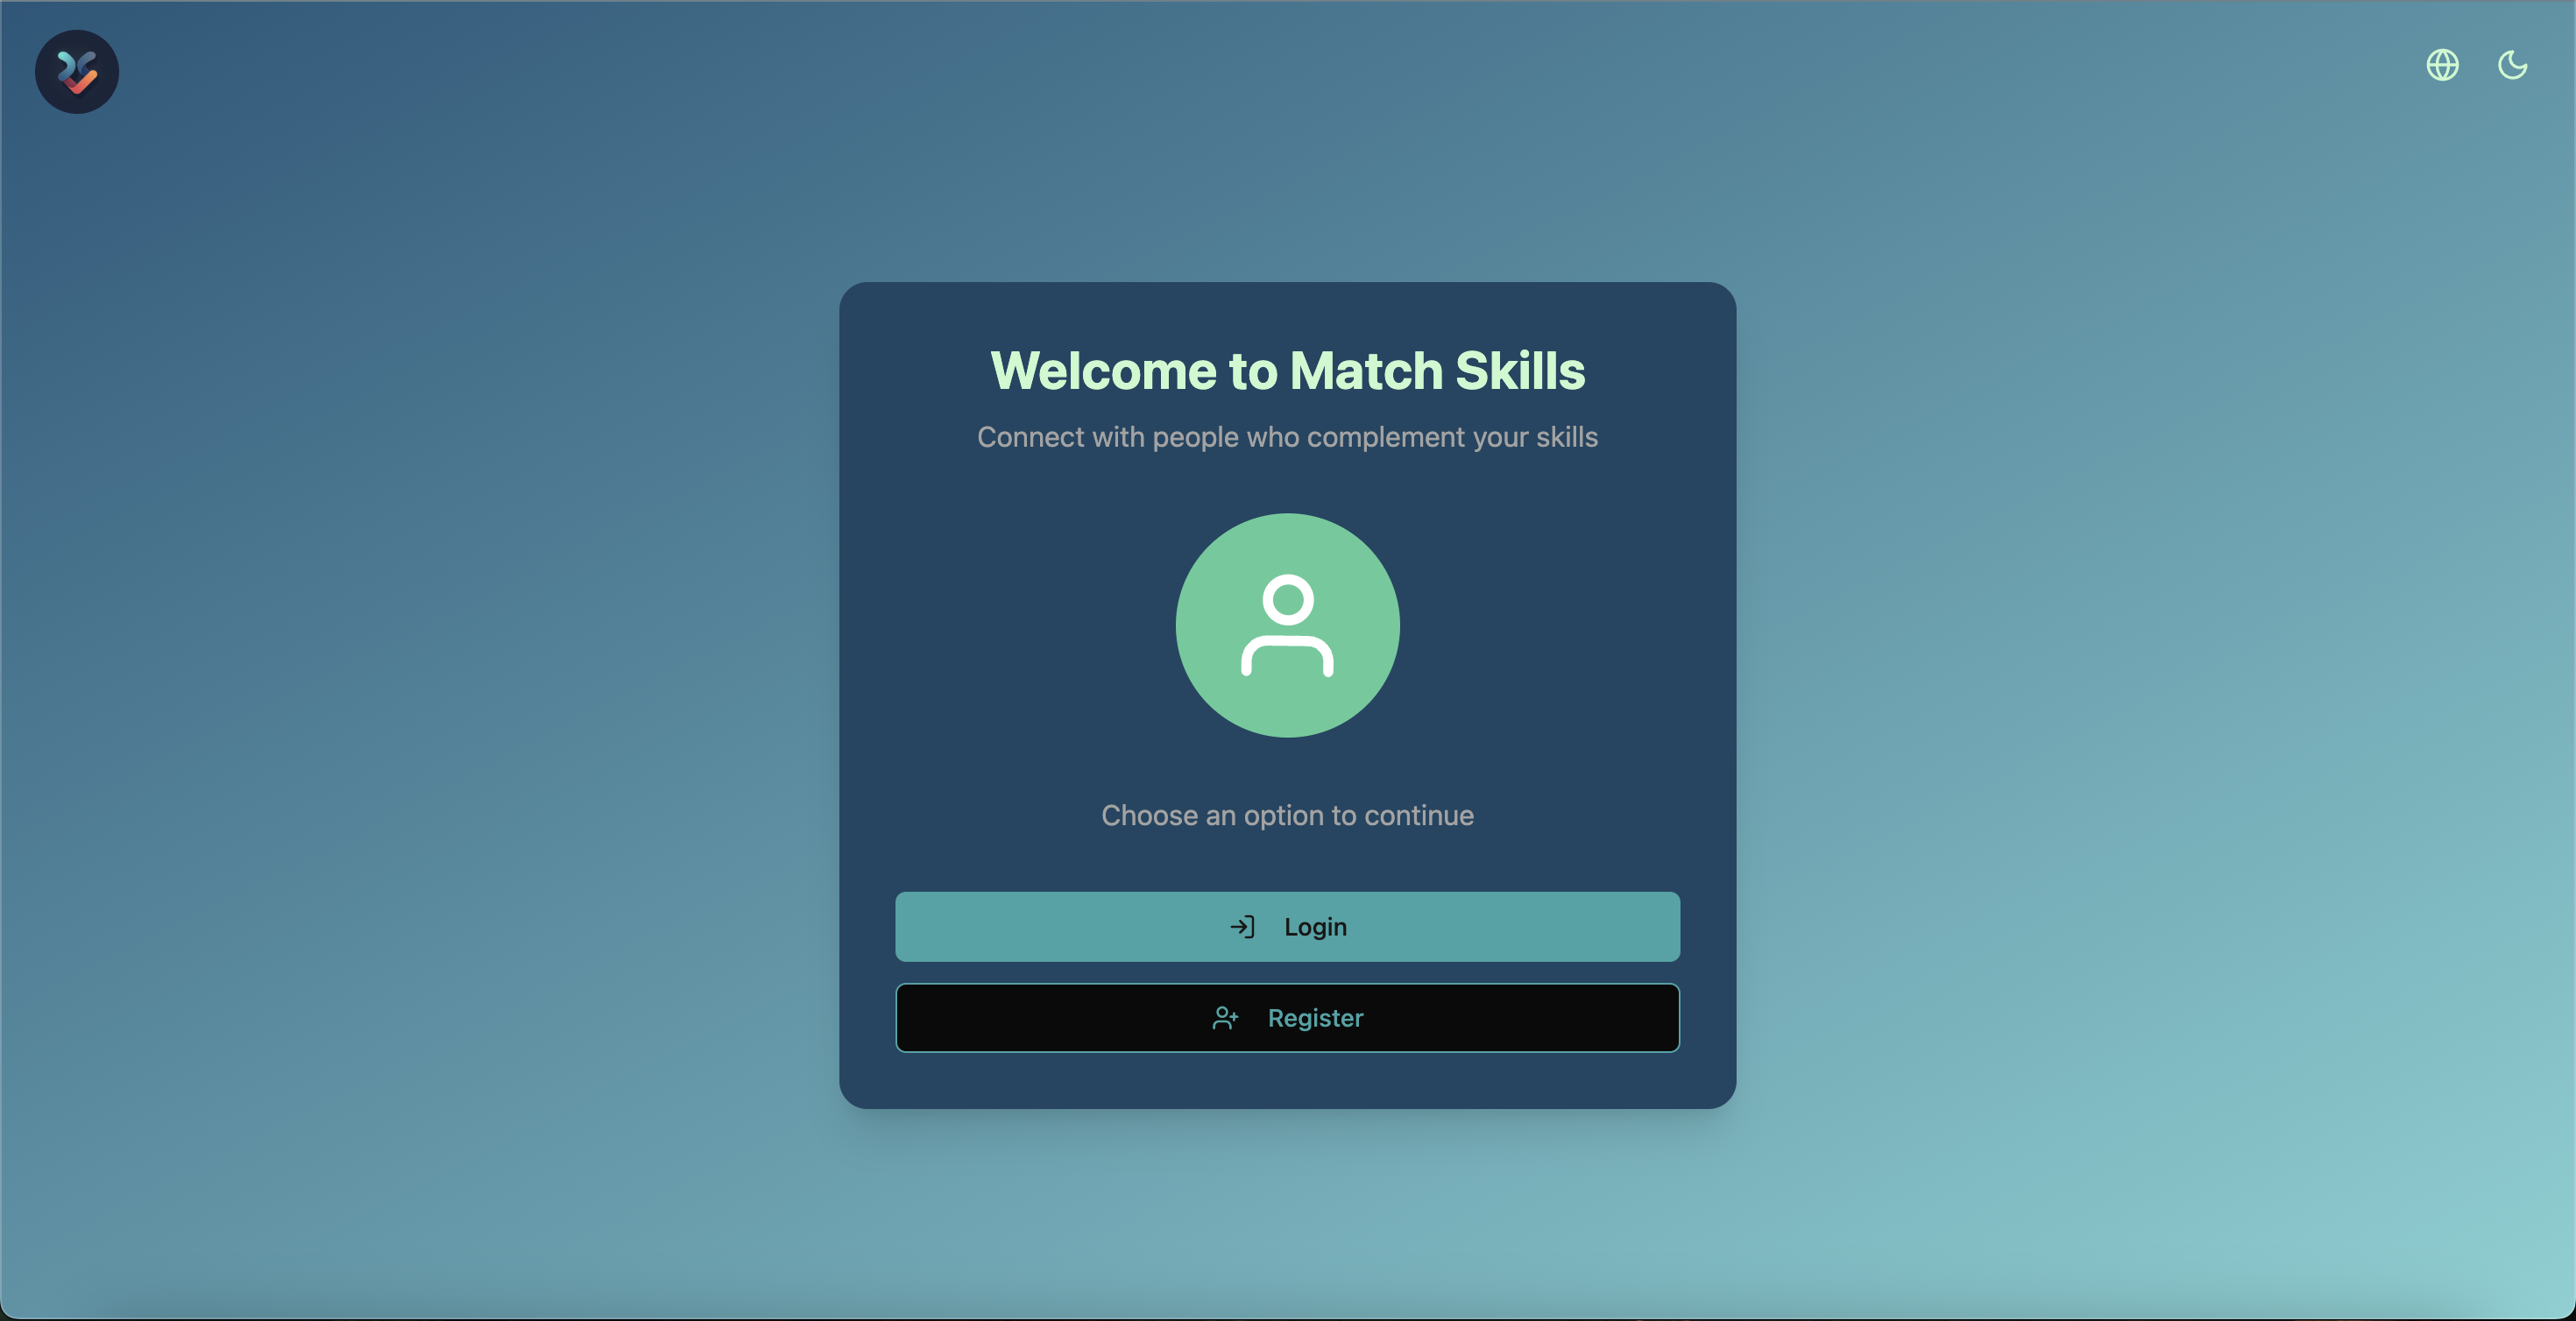 Welcome to Match Skills
Connect with people who complement your skills
Choose an option to continue
Login
Register